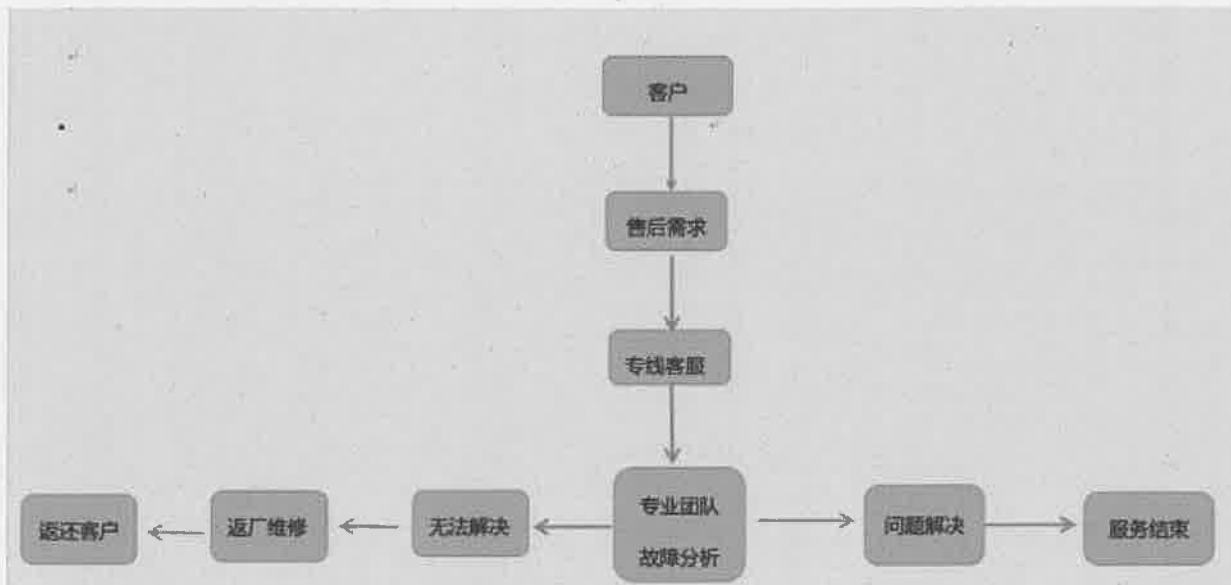 客户
售后需求
专线客服
专业团队
故障分析
返还客户
返厂维修
无法解决
问题解决
服务结束